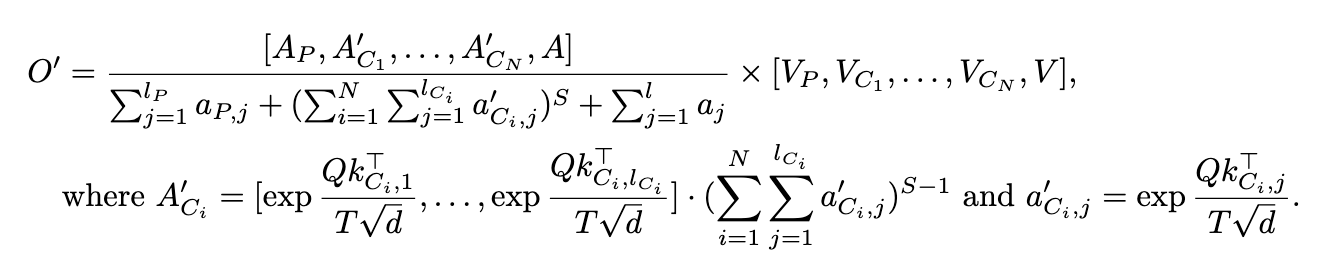 O' = \frac{[A_P, A'_{C_1}, \ldots, A'_{C_N}, A]}{\sum_{j=1}^{l_P} a_{P,j} + (\sum_{i=1}^{N} \sum_{j=1}^{l_{C_i}} a'_{C_i,j})^S + \sum_{j=1}^{l} a_j} \times [V_P, V_{C_1}, \ldots, V_{C_N}, V],
where A'_{C_i} = [\exp \frac{Qk_{C_i,1}^\top}{T\sqrt{d}}, \ldots, \exp \frac{Qk_{C_i,l_{C_i}}^\top}{T\sqrt{d}}] \cdot (\sum_{i=1}^{N} \sum_{j=1}^{l_{C_i}} a'_{C_i,j})^{S-1} and a'_{C_i,j} = \exp \frac{Qk_{C_i,j}^\top}{T\sqrt{d}}.